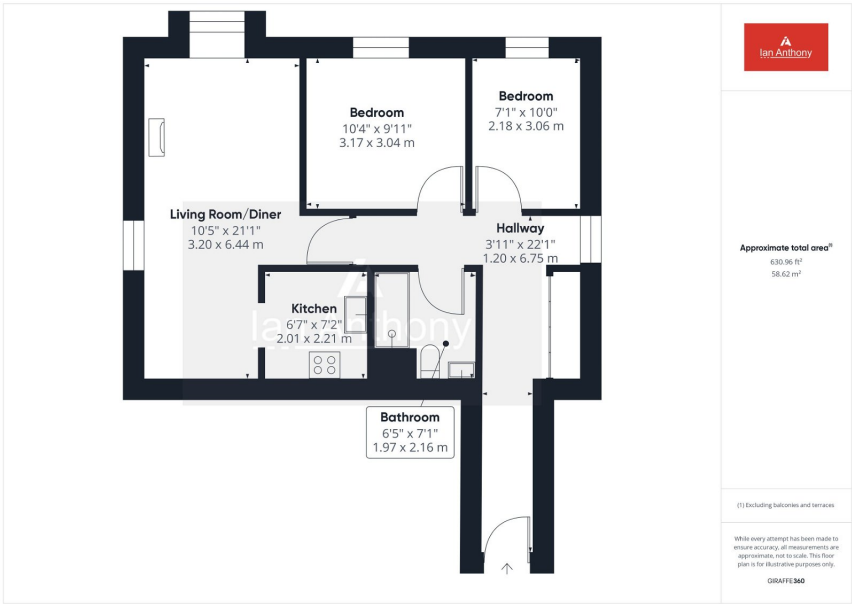 Bedroom
10'4" x 9'11"
3.17 x 3.04 m
Bedroom
7'1" x 10'0"
2.18 x 3.06 m
Living Room/Diner
10'5" x 21'1"
3.20 x 6.44 m
Hallway
3'11" x 22'1"
1.20 x 6.75 m
Kitchen
6'7" x 7'2"
2.01 x 2.21 m
Ian Anthony
Bathroom
6'5" x 7'1"
1.97 x 2.16 m
Ian Anthony
Approximate total area⁽¹⁾
630.96 ft²
58.62 m²
(1) Excluding balconies and terraces
While every attempt has been made to
ensure accuracy, all measurements are
approximate, not to scale. This floor
plan is for illustrative purposes only.
GIRAFFE360